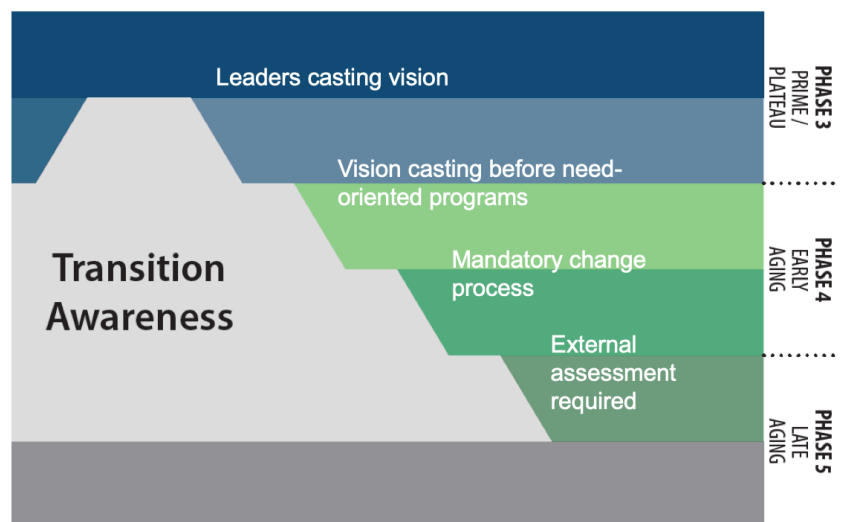 Leaders casting vision
Vision casting before need-
oriented programs
Mandatory change
process
External
assessment
required
Transition
Awareness
PHASE 3
PRIME /
PLATEAU
PHASE 4
EARLY
AGING
PHASE 5
LATE
AGING